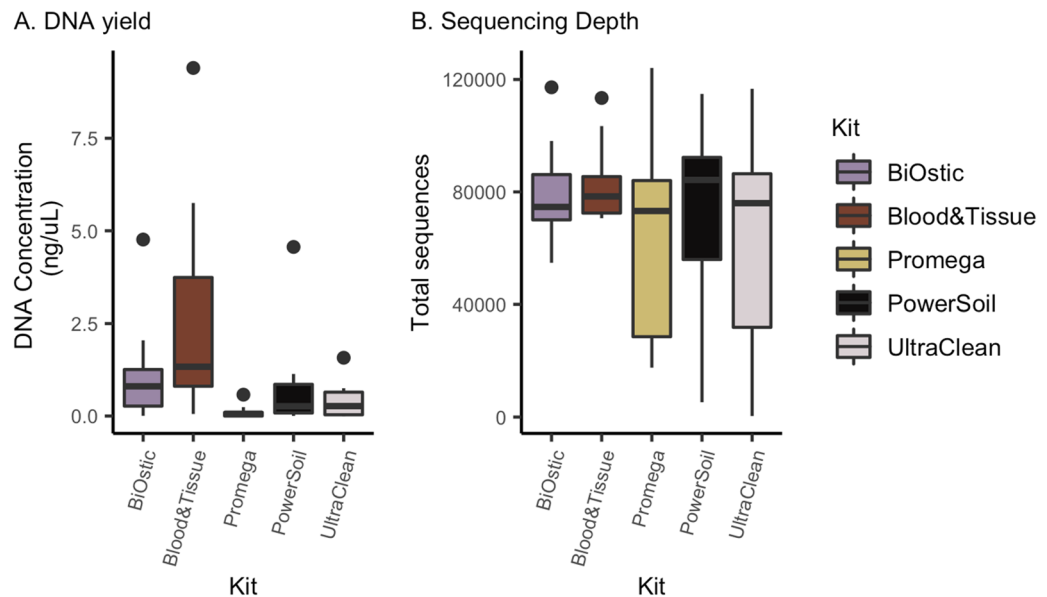 A. DNA yield
DNA Concentration
(ng/uL)
7.5
5.0
2.5
0.0
BiOstic
Blood&Tissue
Promega
PowerSoil
UltraClean
Kit
B. Sequencing Depth
Total sequences
120000
80000
40000
0
BiOstic
Blood&Tissue
Promega
PowerSoil
UltraClean
Kit
Kit
BiOstic
Blood&Tissue
Promega
PowerSoil
UltraClean